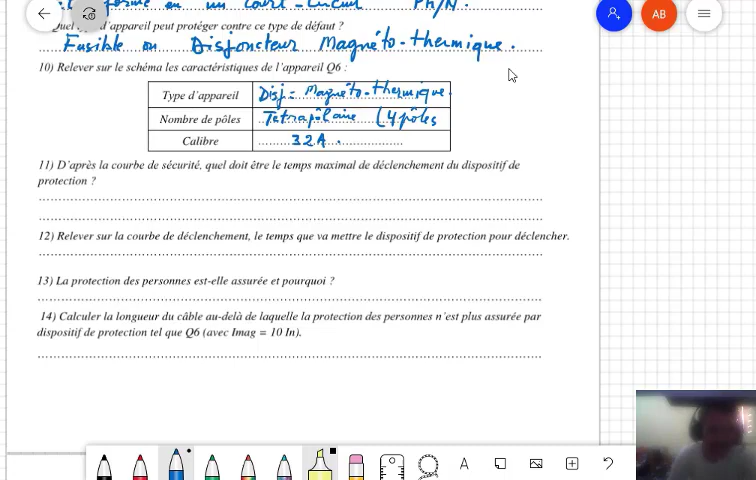 un court-circuit PH/N.
d'appareil peut protéger contre ce type de défaut ?
Fusible ou Disjoncteur Magnéto-thermique.
10) Relever sur le schéma les caractéristiques de l'appareil Q6 :
Type d'appareil Disj= Magnéto-thermique.
Nombre de pôles Tétrapôlaire (4 pôles
Calibre 32A.
11) D'après la courbe de sécurité, quel doit être le temps maximal de déclenchement du dispositif de
protection ?
12) Relever sur la courbe de déclenchement, le temps que va mettre le dispositif de protection pour déclencher.
13) La protection des personnes est-elle assurée et pourquoi ?
14) Calculer la longueur du câble au-delà de laquelle la protection des personnes n'est plus assurée par
dispositif de protection tel que Q6 (avec Imag = 10 In).
AB
A